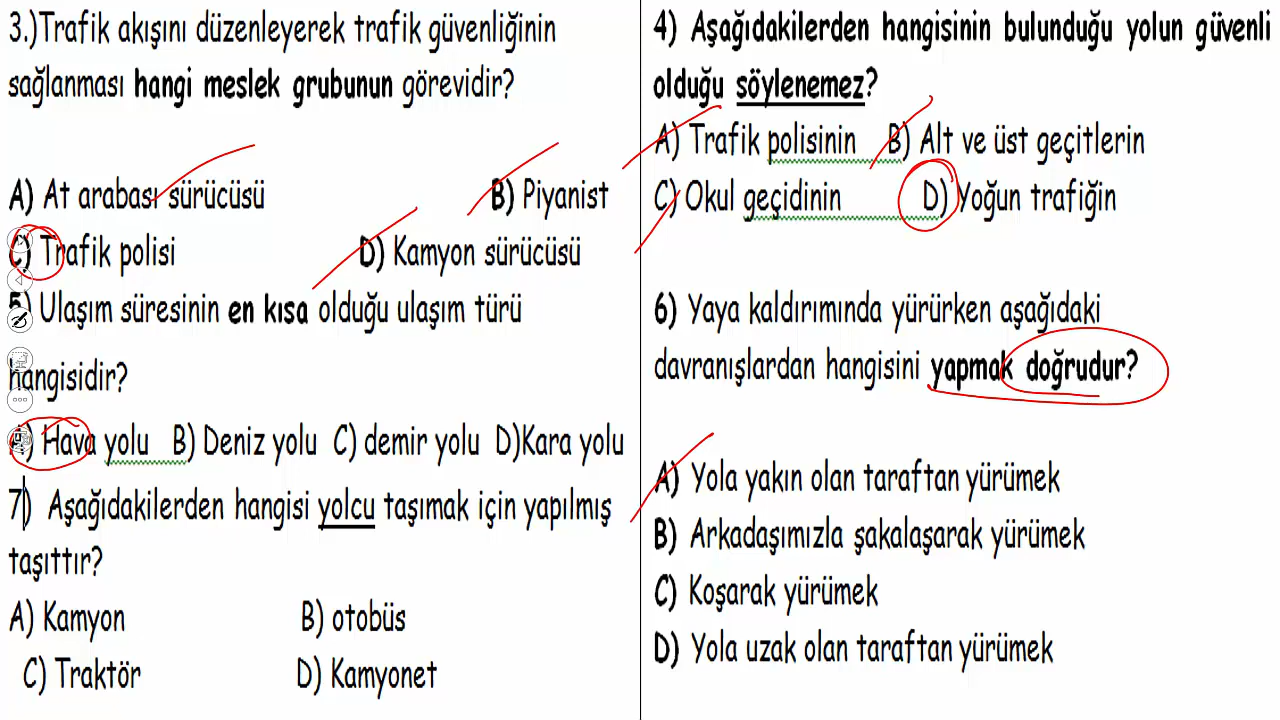 3.)Trafik akışını düzenleyerek trafik güvenliğinin
sağlanması hangi meslek grubunun görevidir?
A) At arabası sürücüsü B) Piyanist
C) Trafik polisi D) Kamyon sürücüsü
5) Ulaşım süresinin en kısa olduğu ulaşım türü
hangisidir?
A) Hava yolu B) Deniz yolu C) demir yolu D)Kara yolu
7) Aşağıdakilerden hangisi yolcu taşımak için yapılmış
taşıttır?
A) Kamyon B) otobüs
C) Traktör D) Kamyonet
4) Aşağıdakilerden hangisinin bulunduğu yolun güvenli
olduğu söylenemez?
A) Trafik polisinin B) Alt ve üst geçitlerin
C) Okul geçidinin D) Yoğun trafiğin
6) Yaya kaldırımında yürürken aşağıdaki
davranışlardan hangisini yapmak doğrudur?
A) Yola yakın olan taraftan yürümek
B) Arkadaşımızla şakalaşarak yürümek
C) Koşarak yürümek
D) Yola uzak olan taraftan yürümek